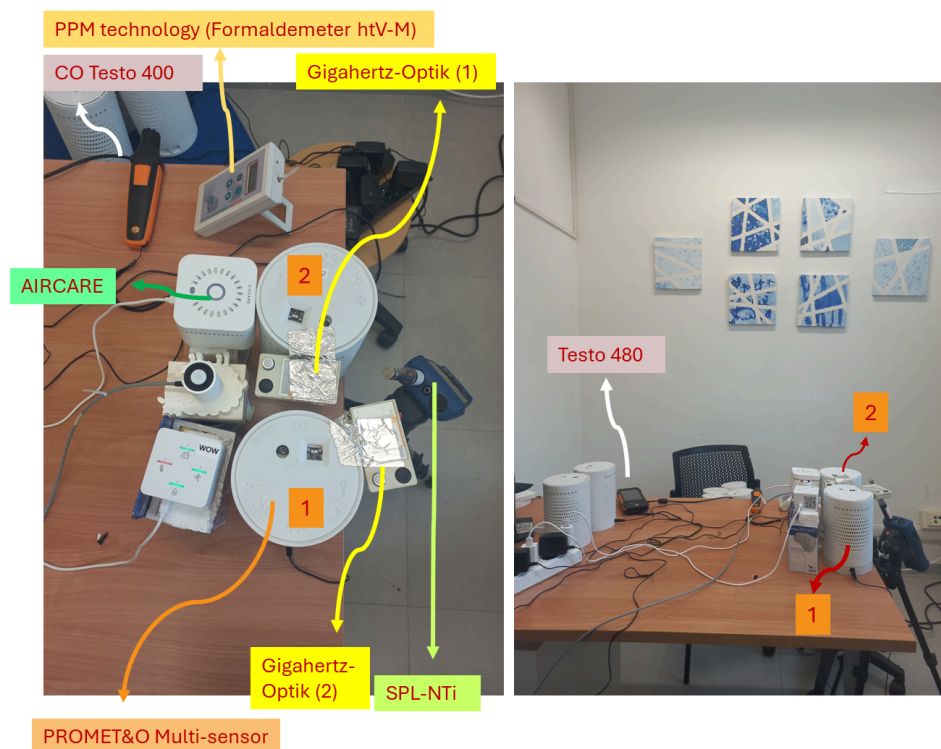 PPM technology (Formaldemeter htV-M)
CO Testo 400
Gigahertz-Optik (1)
2
AIRCARE
WOW
1
Gigahertz-
Optik (2)
SPL-NTi
PROMET&O Multi-sensor
Testo 480
2
1